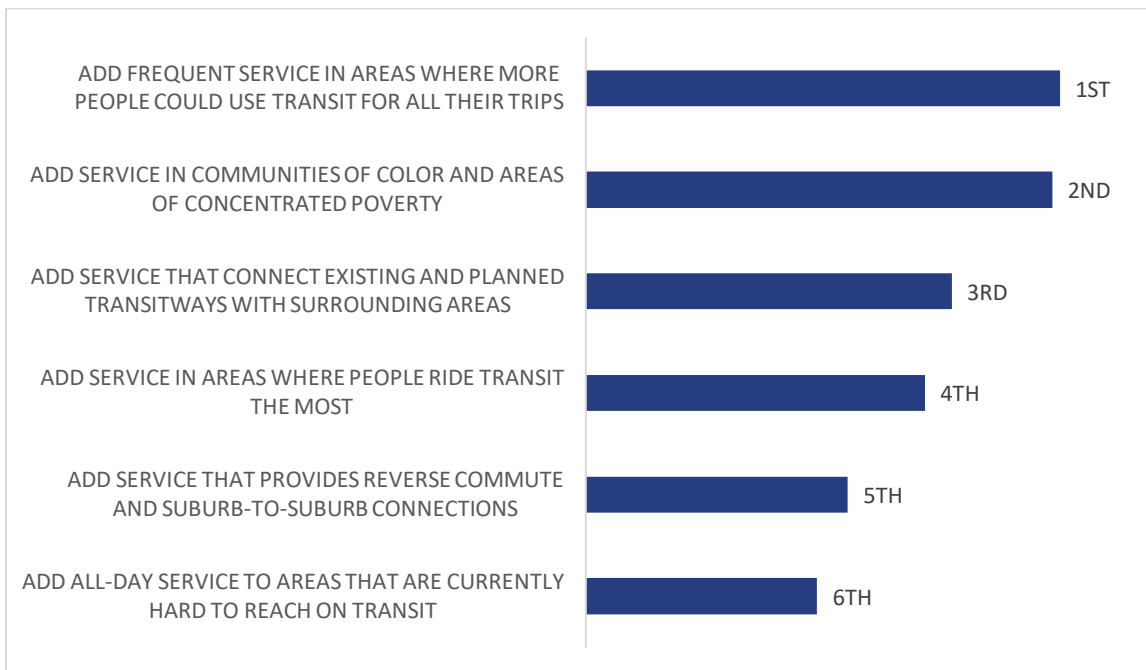 ADD FREQUENT SERVICE IN AREAS WHERE MORE
PEOPLE COULD USE TRANSIT FOR ALL THEIR TRIPS
1ST
ADD SERVICE IN COMMUNITIES OF COLOR AND AREAS
OF CONCENTRATED POVERTY
2ND
ADD SERVICE THAT CONNECT EXISTING AND PLANNED
TRANSITWAYS WITH SURROUNDING AREAS
3RD
ADD SERVICE IN AREAS WHERE PEOPLE RIDE TRANSIT
THE MOST
4TH
ADD SERVICE THAT PROVIDES REVERSE COMMUTE
AND SUBURB-TO-SUBURB CONNECTIONS
5TH
ADD ALL-DAY SERVICE TO AREAS THAT ARE CURRENTLY
HARD TO REACH ON TRANSIT
6TH